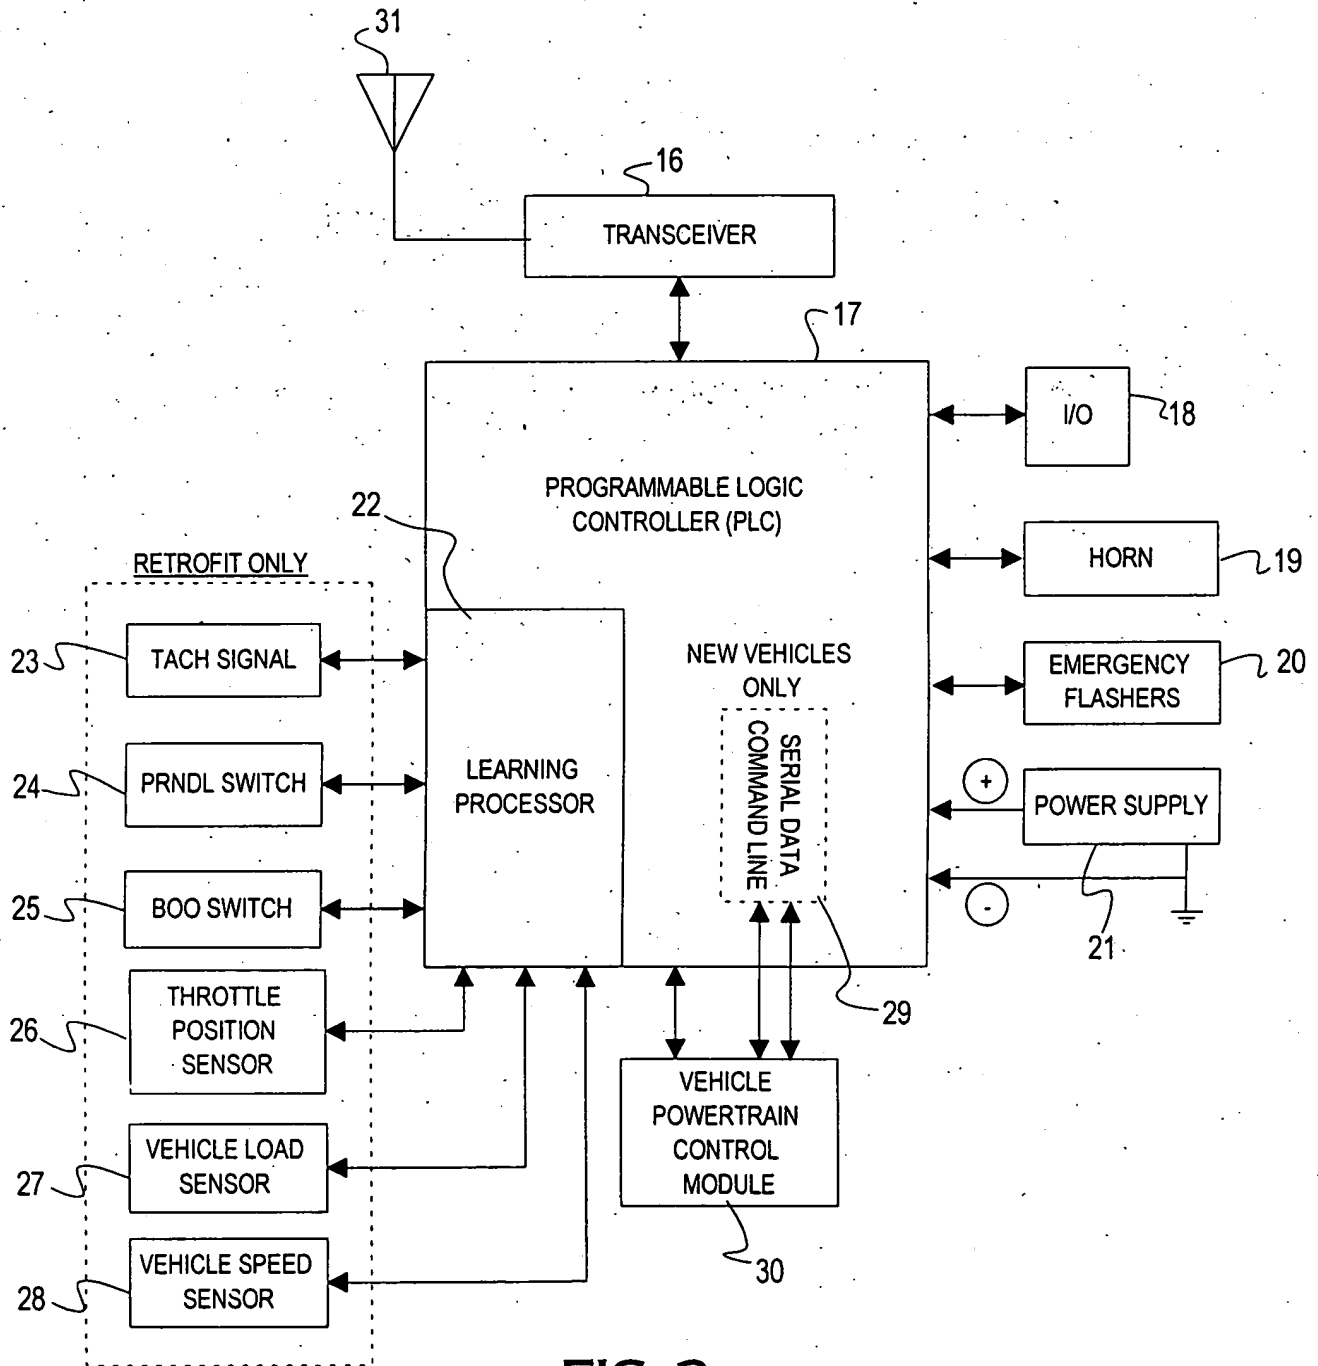 31
16
TRANSCEIVER
17
I/O
18
PROGRAMMABLE LOGIC
CONTROLLER (PLC)
22
HORN
19
RETROFIT ONLY
23
TACH SIGNAL
NEW VEHICLES
ONLY
EMERGENCY
FLASHERS
20
24
PRNDL SWITCH
LEARNING
PROCESSOR
SERIAL DATA
COMMAND LINE
+
POWER SUPPLY
25
BOO SWITCH
-
21
26
THROTTLE
POSITION
SENSOR
29
VEHICLE
POWERTRAIN
CONTROL
MODULE
27
VEHICLE LOAD
SENSOR
30
28
VEHICLE SPEED
SENSOR